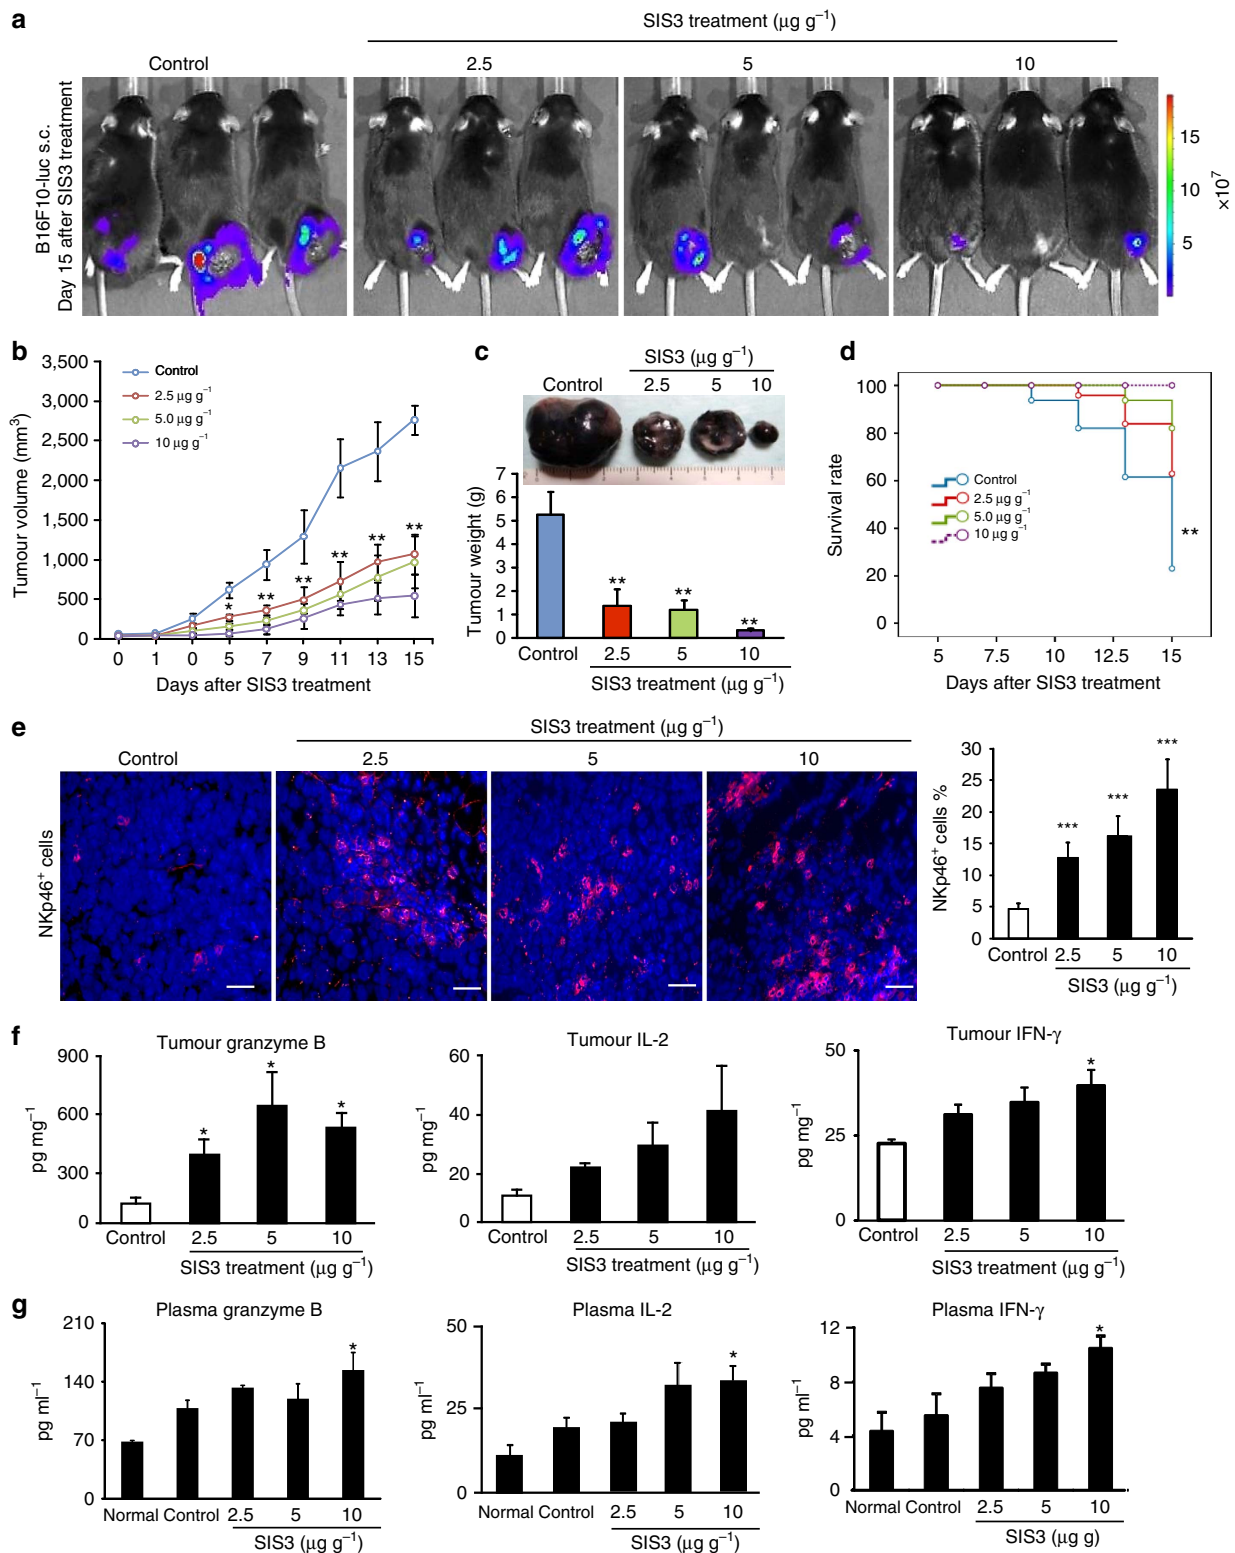 a
SIS3 treatment (μg g⁻¹)
Control 2.5 5 10
B16F10-luc s.c.
Day 15 after SIS3 treatment
15
10
5
×10⁷
b
Tumour volume (mm³)
3,500
3,000
2,500
2,000
1,500
1,000
500
0
Control
2.5 μg g⁻¹
5.0 μg g⁻¹
10 μg g⁻¹
* ** ** ** ** **
0 1 0 5 7 9 11 13 15
Days after SIS3 treatment
c
SIS3 (μg g⁻¹)
Control 2.5 5 10
Tumour weight (g)
7
6
5
4
3
2
1
0
** ** **
Control 2.5 5 10
SIS3 treatment (μg g⁻¹)
d
Survival rate
100
80
60
40
20
0
Control
2.5 μg g⁻¹
5.0 μg g⁻¹
10 μg g⁻¹
**
5 7.5 10 12.5 15
Days after SIS3 treatment
e
SIS3 treatment (μg g⁻¹)
Control 2.5 5 10
NKp46⁺ cells
NKp46⁺ cells %
30
25
20
15
10
5
0
*** *** ***
Control 2.5 5 10
SIS3 (μg g⁻¹)
f
Tumour granzyme B
pg mg⁻¹
900
600
300
0
* * *
Control 2.5 5 10
SIS3 treatment (μg g⁻¹)
Tumour IL-2
pg mg⁻¹
60
40
20
0
Control 2.5 5 10
SIS3 treatment (μg g⁻¹)
Tumour IFN-γ
pg mg⁻¹
50
25
0
*
Control 2.5 5 10
SIS3 treatment (μg g⁻¹)
g
Plasma granzyme B
pg ml⁻¹
210
140
70
0
*
Normal Control 2.5 5 10
SIS3 (μg g⁻¹)
Plasma IL-2
pg ml⁻¹
50
25
0
*
Normal Control 2.5 5 10
SIS3 (μg g⁻¹)
Plasma IFN-γ
pg ml⁻¹
12
8
4
0
*
Normal Control 2.5 5 10
SIS3 (μg g)